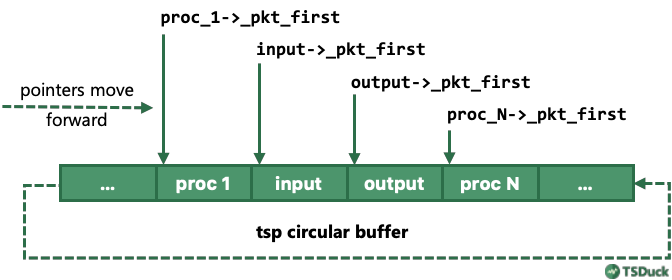 proc_1->_pkt_first
input->_pkt_first
output->_pkt_first
proc_N->_pkt_first
pointers move
forward
... proc 1 input output proc N ...
tsp circular buffer
TSDuck